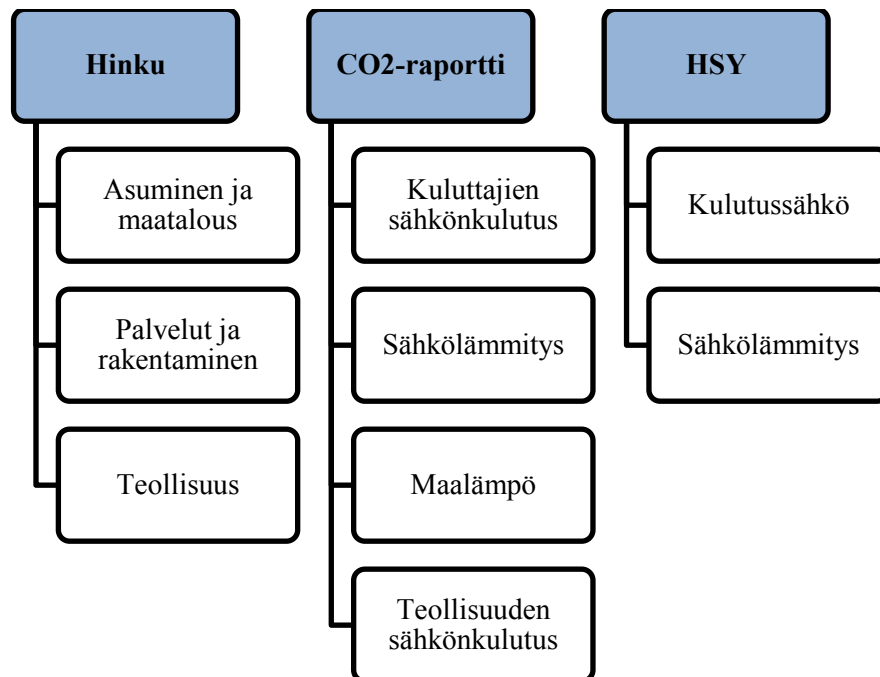 Hinku
Asuminen ja
maatalous
Palvelut ja
rakentaminen
Teollisuus
CO2-raportti
Kuluttajien
sähkönkulutus
Sähkölämmitys
Maalämpö
Teollisuuden
sähkönkulutus
HSY
Kulutussähkö
Sähkölämmitys